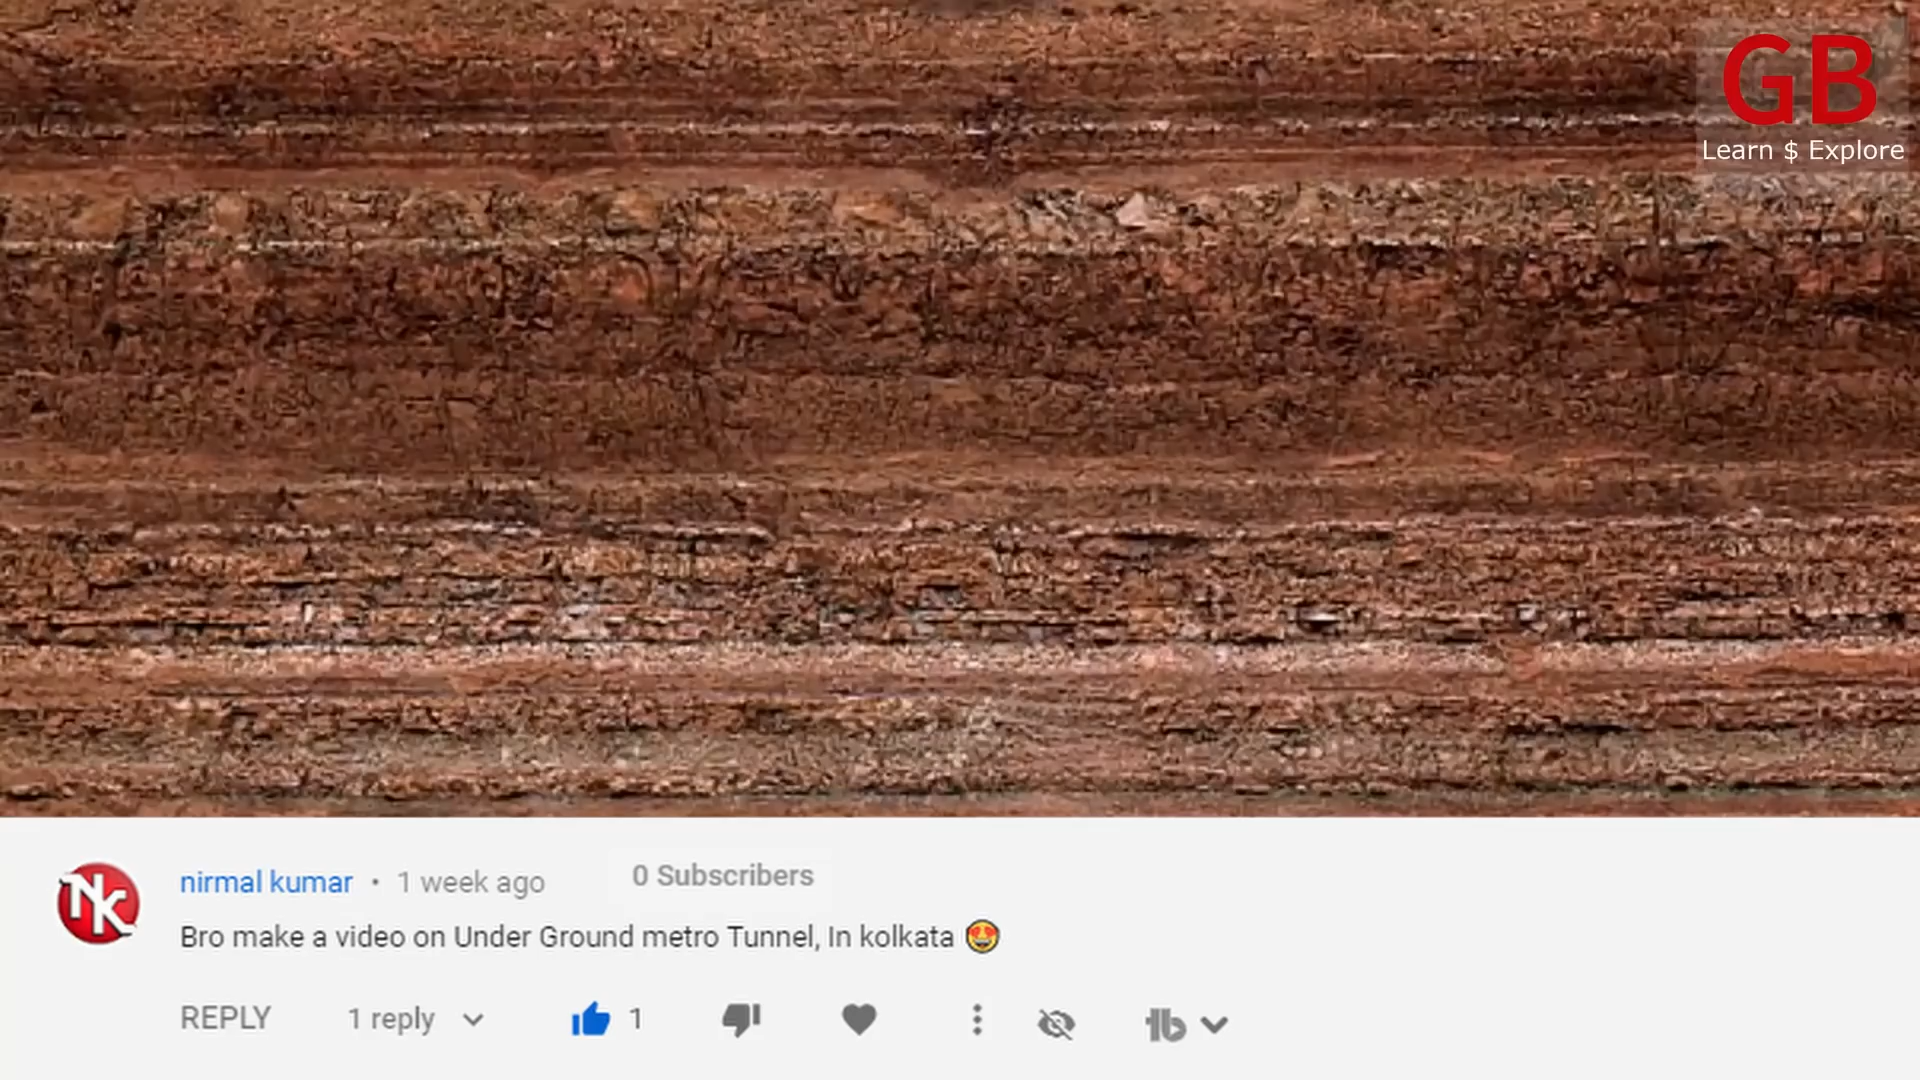 GB
Learn $ Explore
nirmal kumar • 1 week ago 0 Subscribers
Bro make a video on Under Ground metro Tunnel, In kolkata 😍
REPLY 1 reply 1